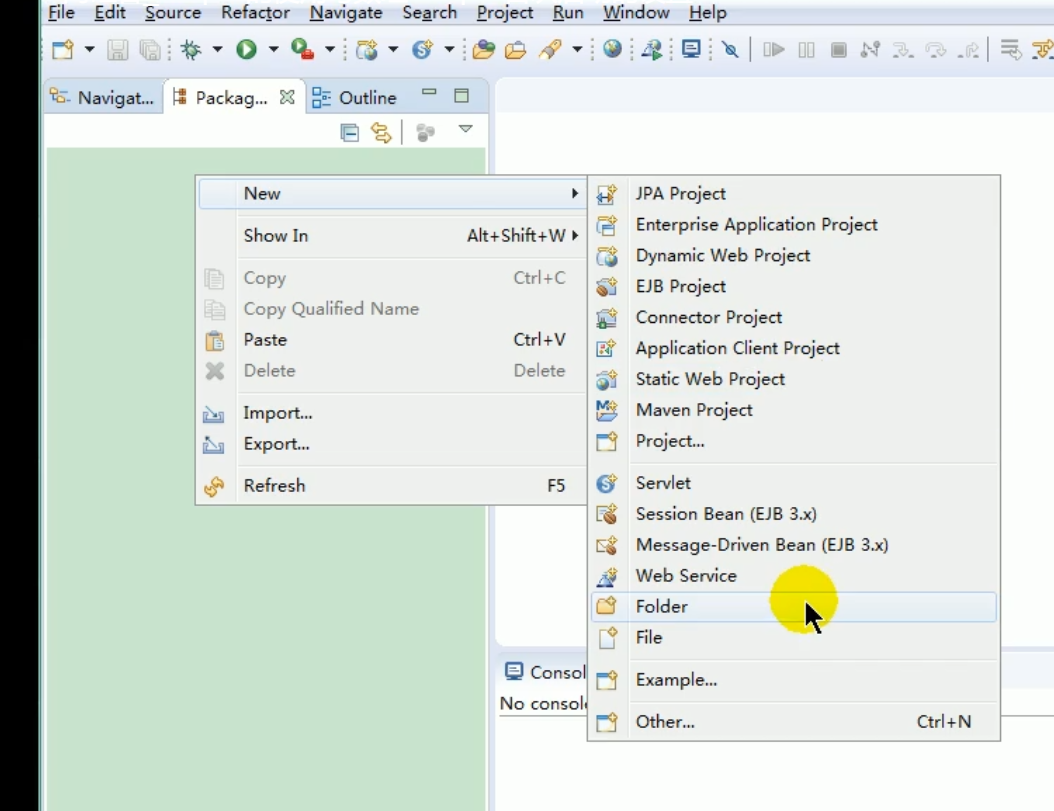 File Edit Source Refactor Navigate Search Project Run Window Help
Navigat... Packag... Outline
New
Show In Alt+Shift+W
Copy Ctrl+C
Copy Qualified Name
Paste Ctrl+V
Delete Delete
Import...
Export...
Refresh F5
JPA Project
Enterprise Application Project
Dynamic Web Project
EJB Project
Connector Project
Application Client Project
Static Web Project
Maven Project
Project...
Servlet
Session Bean (EJB 3.x)
Message-Driven Bean (EJB 3.x)
Web Service
Folder
File
Example...
Other... Ctrl+N
Consol
No consol